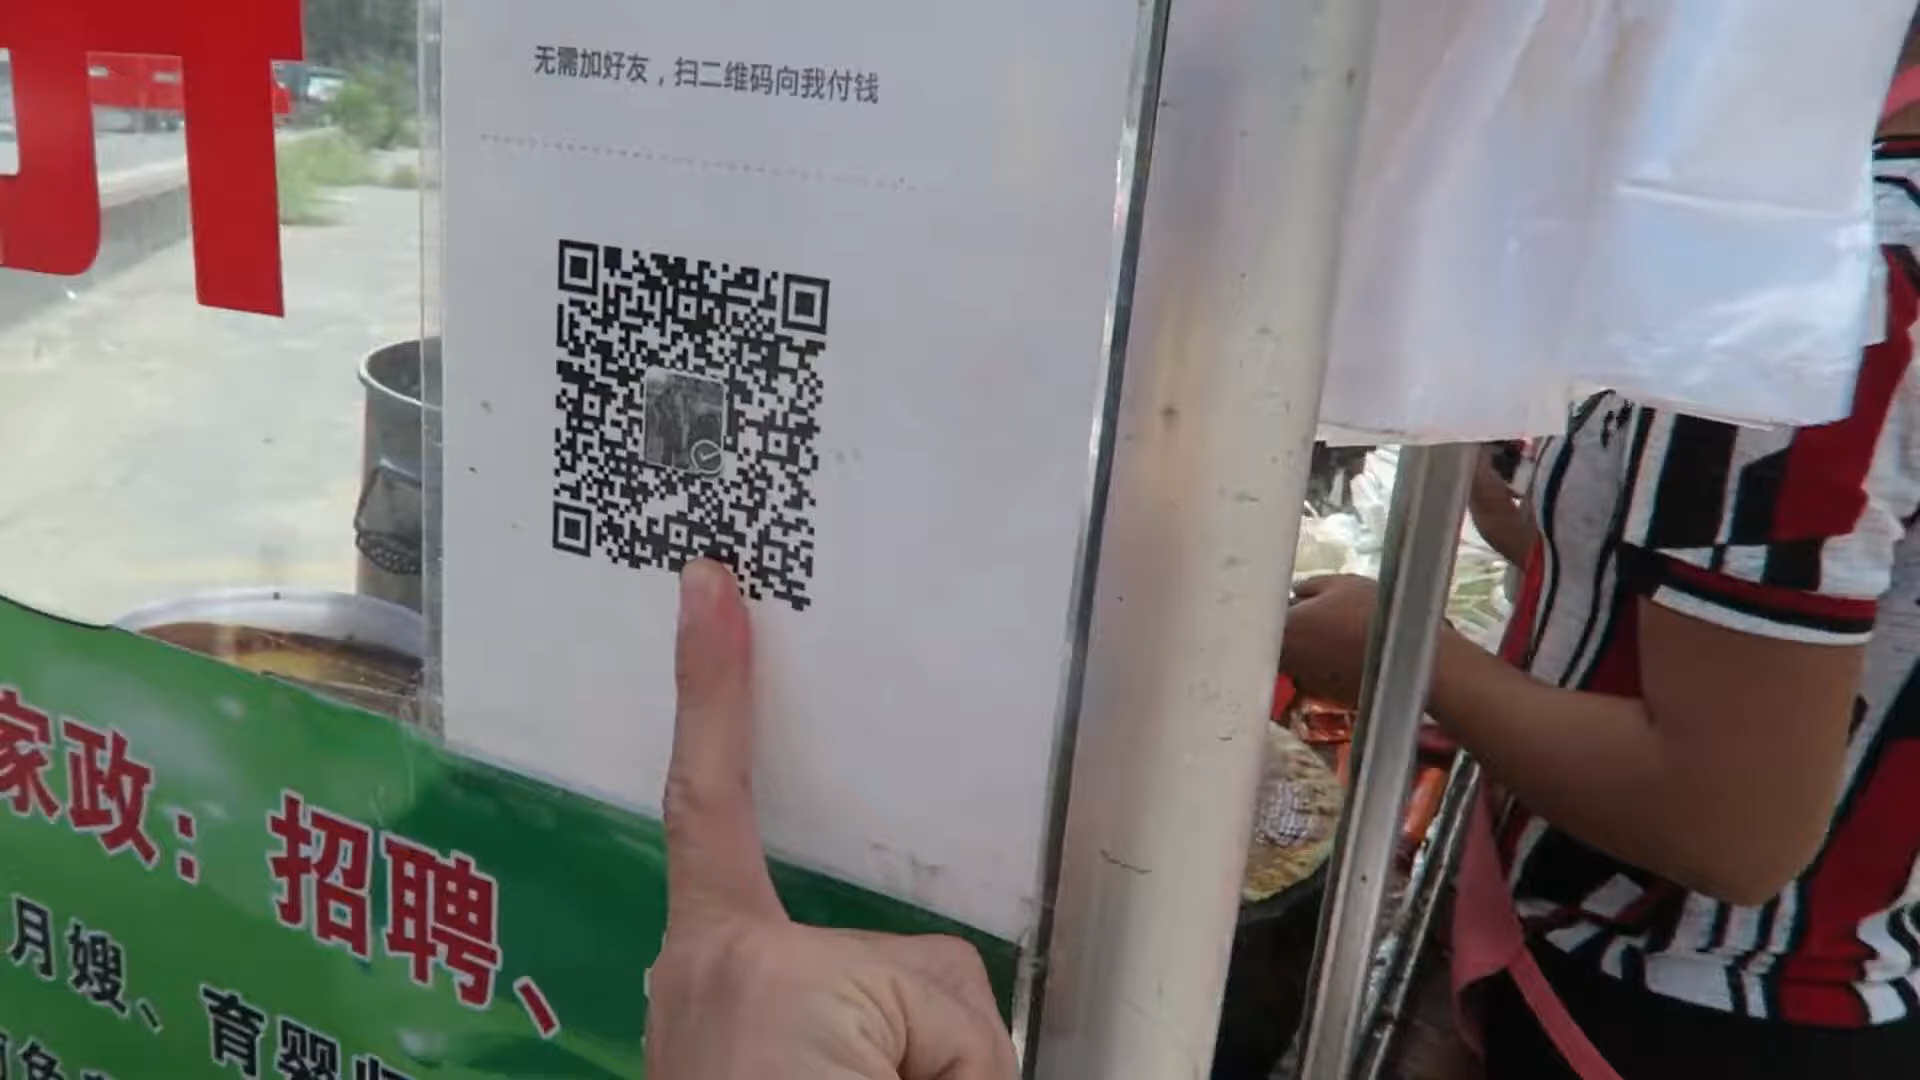 无需加好友，扫二维码向我付钱
家政：招聘、
月嫂、育婴师